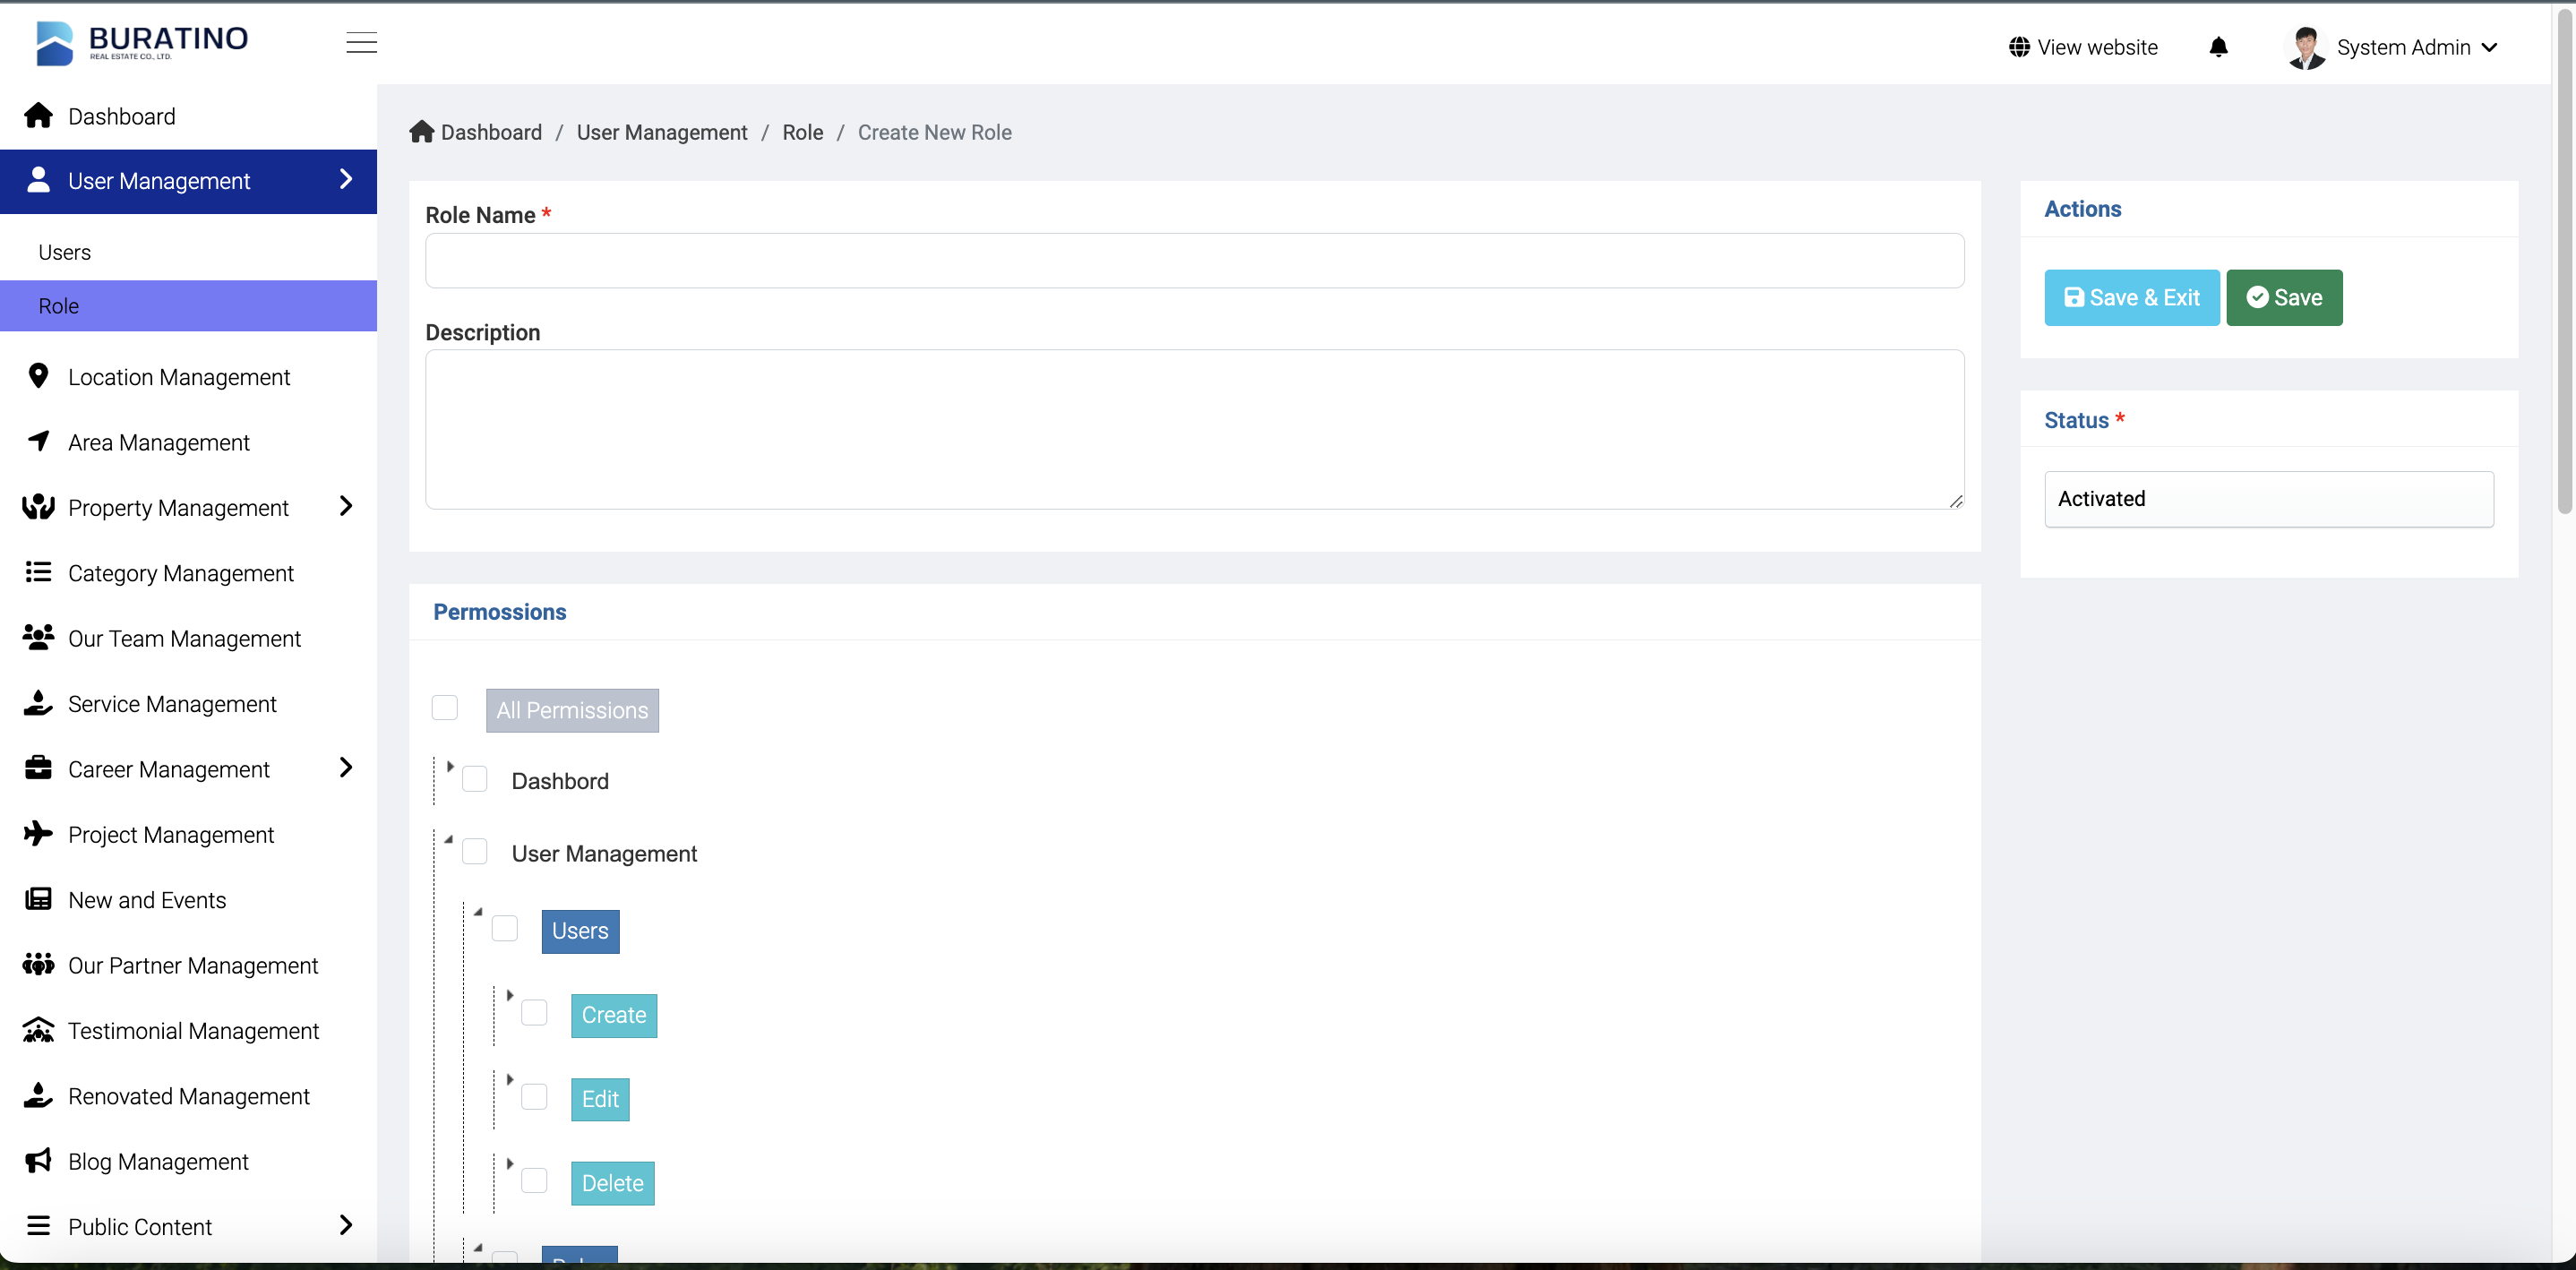 BURATINO
REAL ESTATE CO., LTD.
View website
System Admin
Dashboard
User Management
Users
Role
Location Management
Area Management
Property Management
Category Management
Our Team Management
Service Management
Career Management
Project Management
New and Events
Our Partner Management
Testimonial Management
Renovated Management
Blog Management
Public Content
Dashboard / User Management / Role / Create New Role
Role Name *
Description
Permossions
All Permissions
Dashbord
User Management
Users
Create
Edit
Delete
Actions
Save & Exit
Save
Status *
Activated